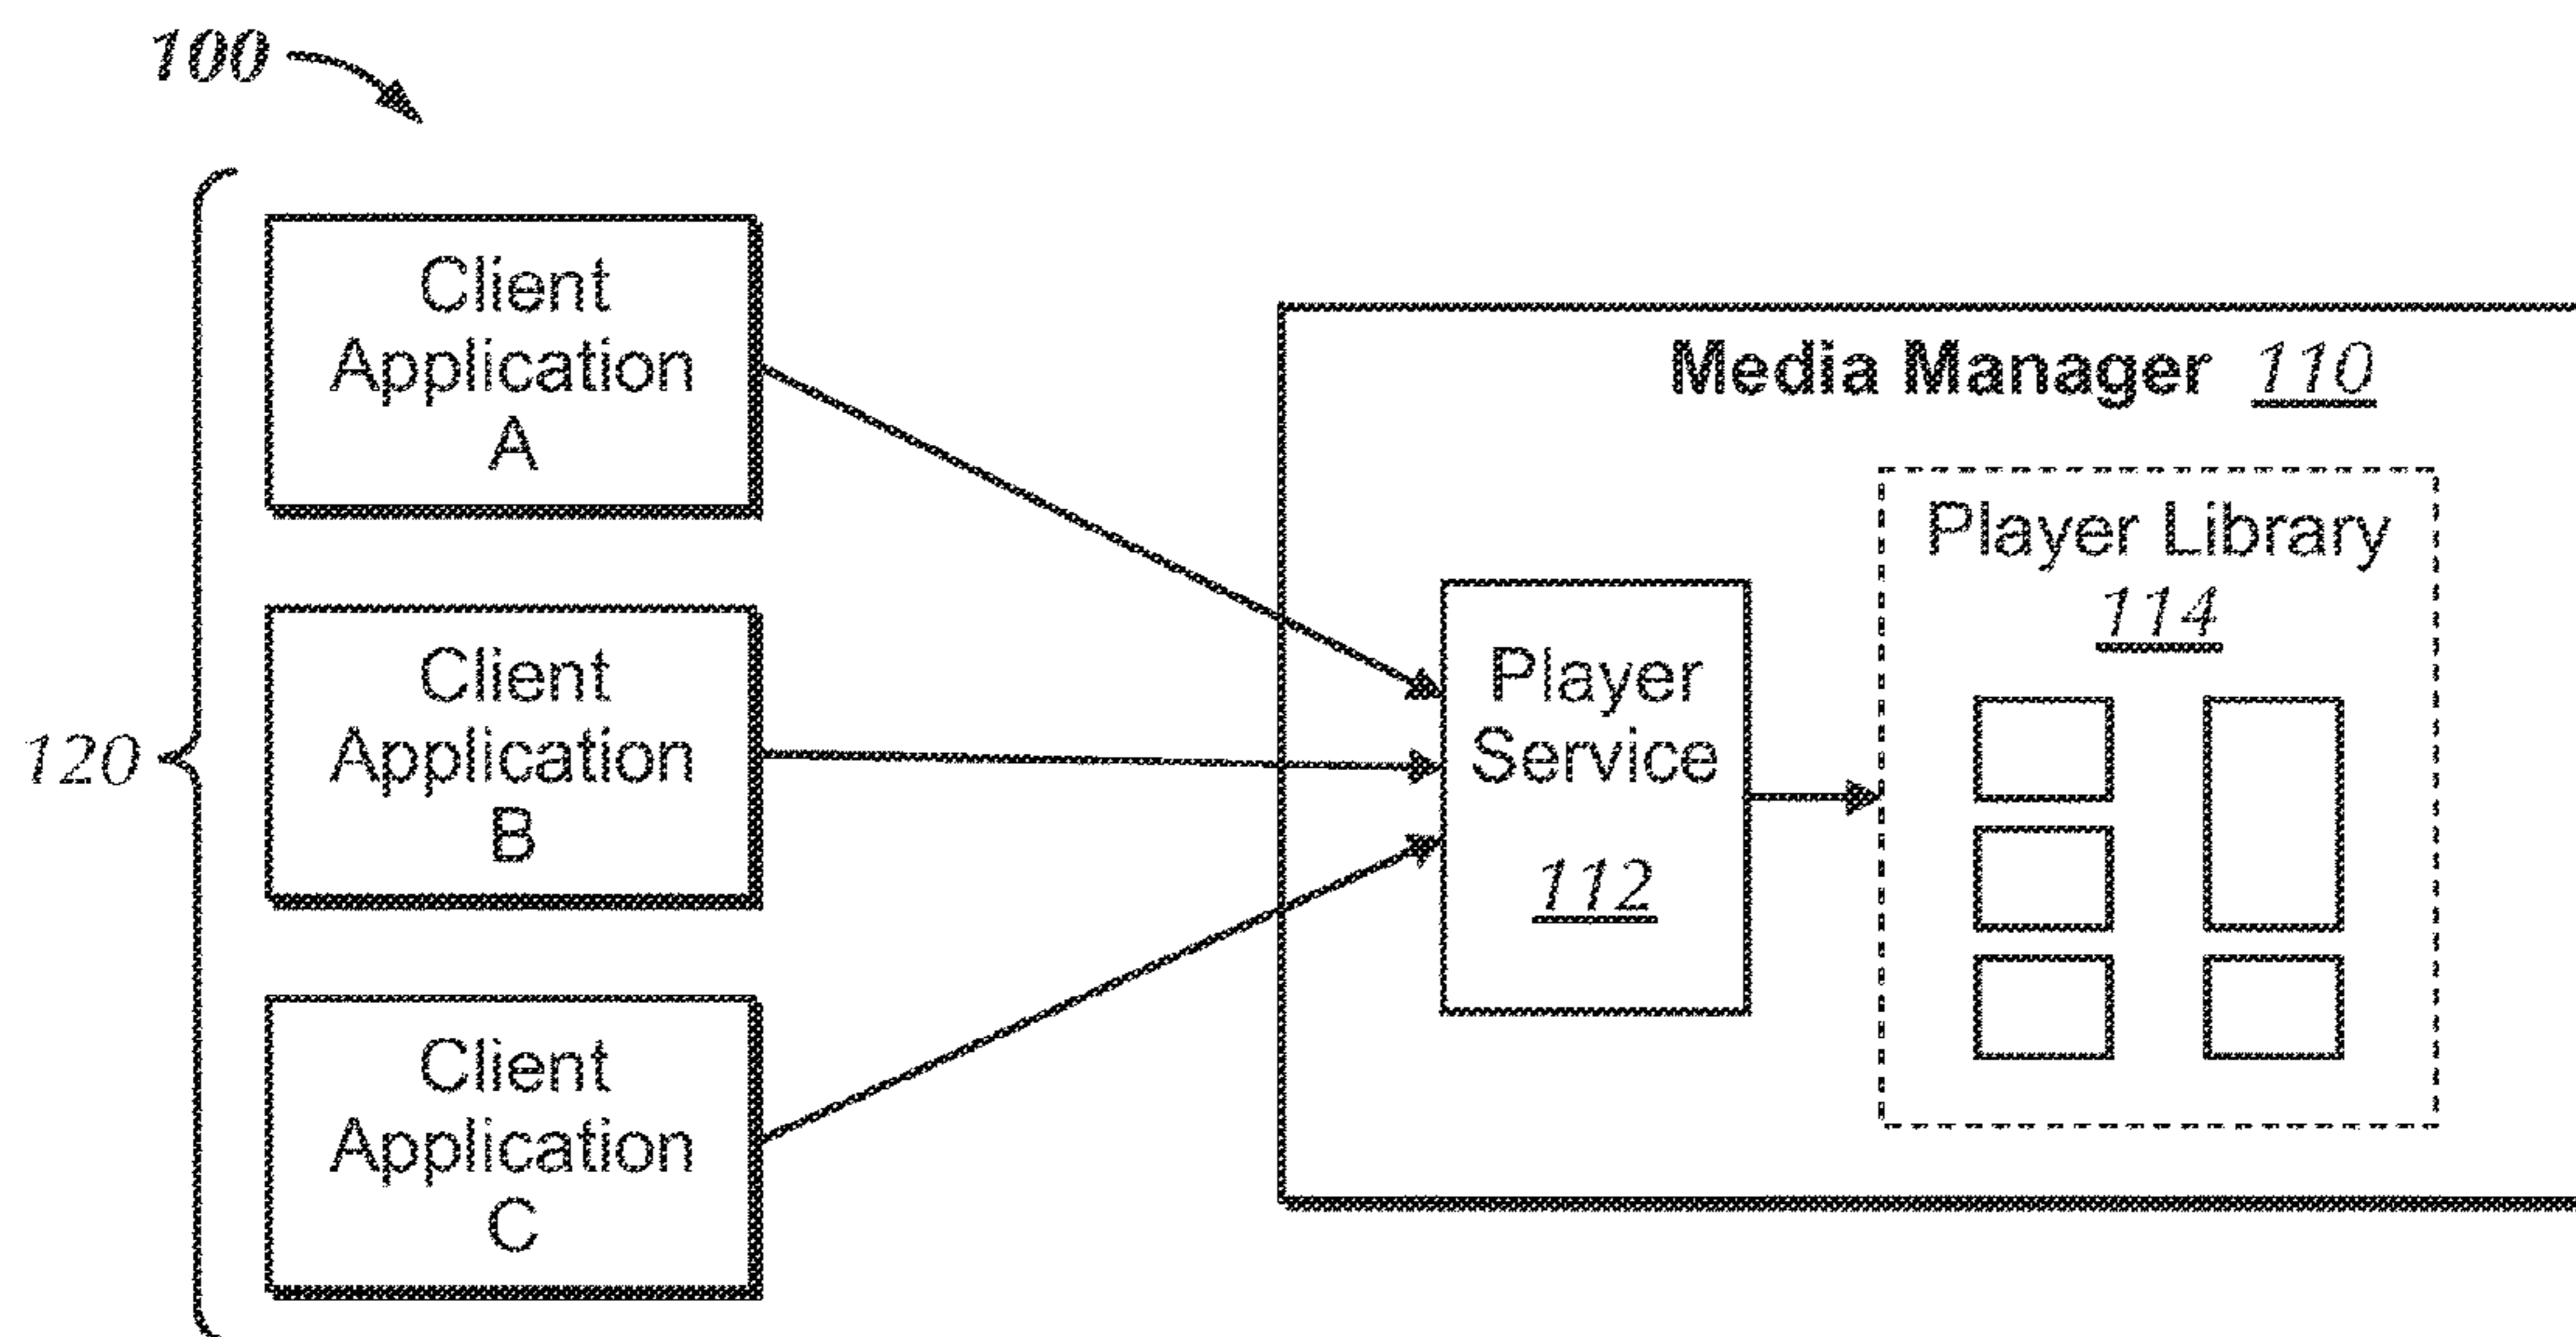 100
Client
Application
A
Media Manager 110
Player Library
114
Client
Application
B
120
Player
Service
112
Client
Application
C